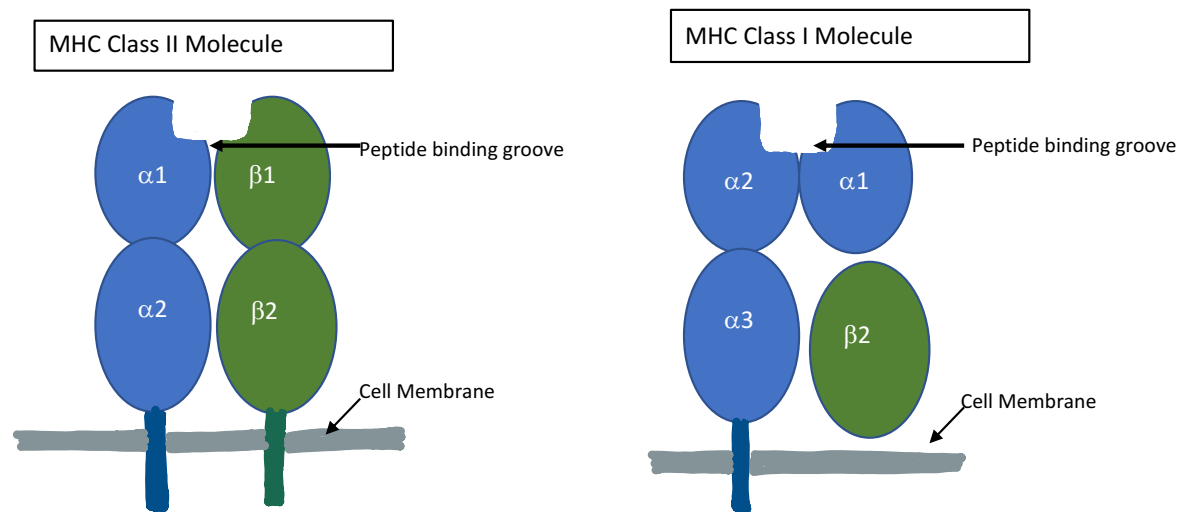 MHC Class II Molecule
Peptide binding groove
α1
β1
α2
β2
Cell Membrane
MHC Class I Molecule
Peptide binding groove
α2
α1
α3
β2
Cell Membrane